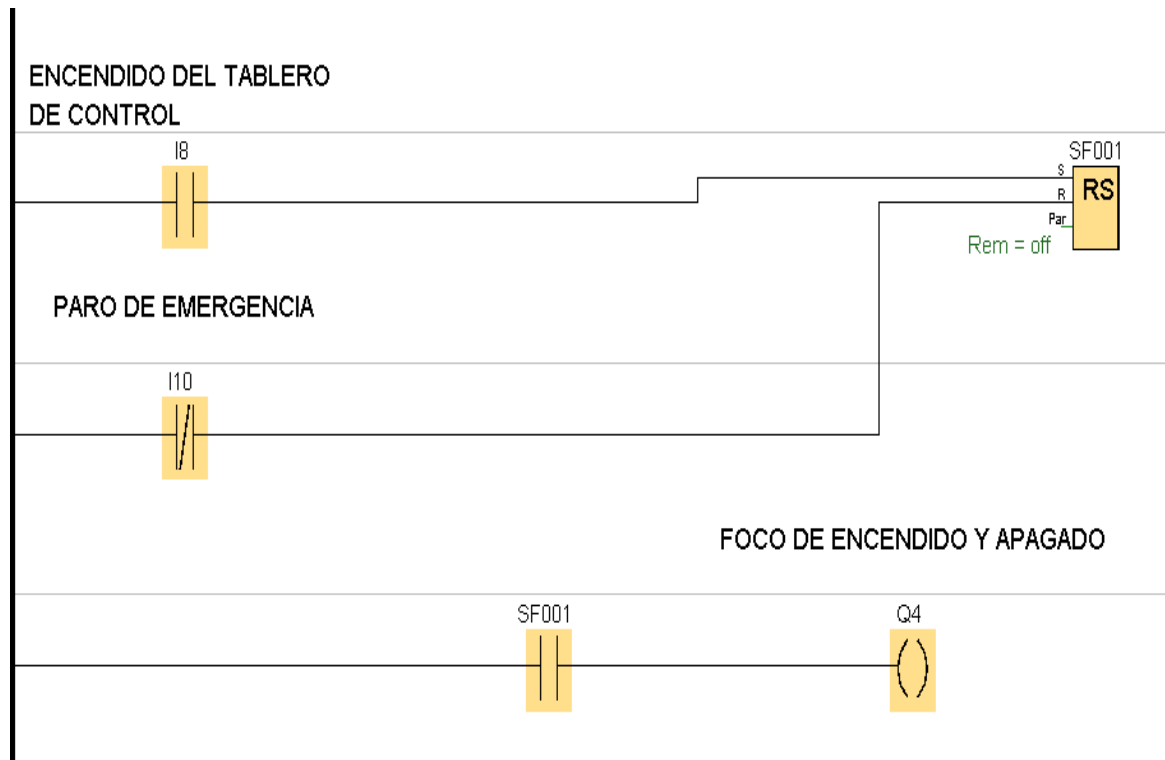 ENCENDIDO DEL TABLERO
DE CONTROL
I8
SF001
S
R
RS
Par
Rem = off
PARO DE EMERGENCIA
I10
FOCO DE ENCENDIDO Y APAGADO
SF001
Q4